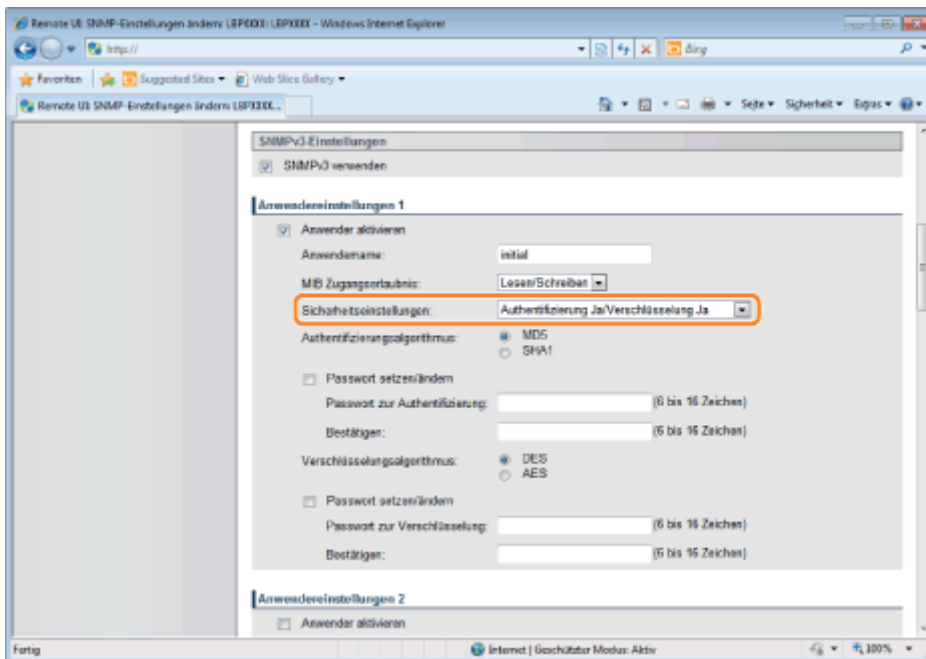 Remote UI: SNMP-Einstellungen ändern: LBPXXXX : LBPXXXX - Windows Internet Explorer
http:// Bing
Favoriten Suggested Sites Web Slice Gallery
Remote UI: SNMP-Einstellungen ändern: LBPXXXX... Seite Sicherheit Extras
SNMPv3-Einstellungen
SNMPv3 verwenden
Anwendereinstellungen 1
Anwender aktivieren
Anwendername: initial
MIB Zugangserlaubnis: Lesen/Schreiben
Sicherheitseinstellungen: Authentifizierung Ja/Verschlüsselung Ja
Authentifizierungsalgorithmus: MD5
SHA1
Passwort setzen/ändern
Passwort zur Authentifizierung: (6 bis 16 Zeichen)
Bestätigen: (6 bis 16 Zeichen)
Verschlüsselungsalgorithmus: DES
AES
Passwort setzen/ändern
Passwort zur Verschlüsselung: (6 bis 16 Zeichen)
Bestätigen: (6 bis 16 Zeichen)
Anwendereinstellungen 2
Anwender aktivieren
Fertig Internet | Geschützter Modus: Aktiv 100%